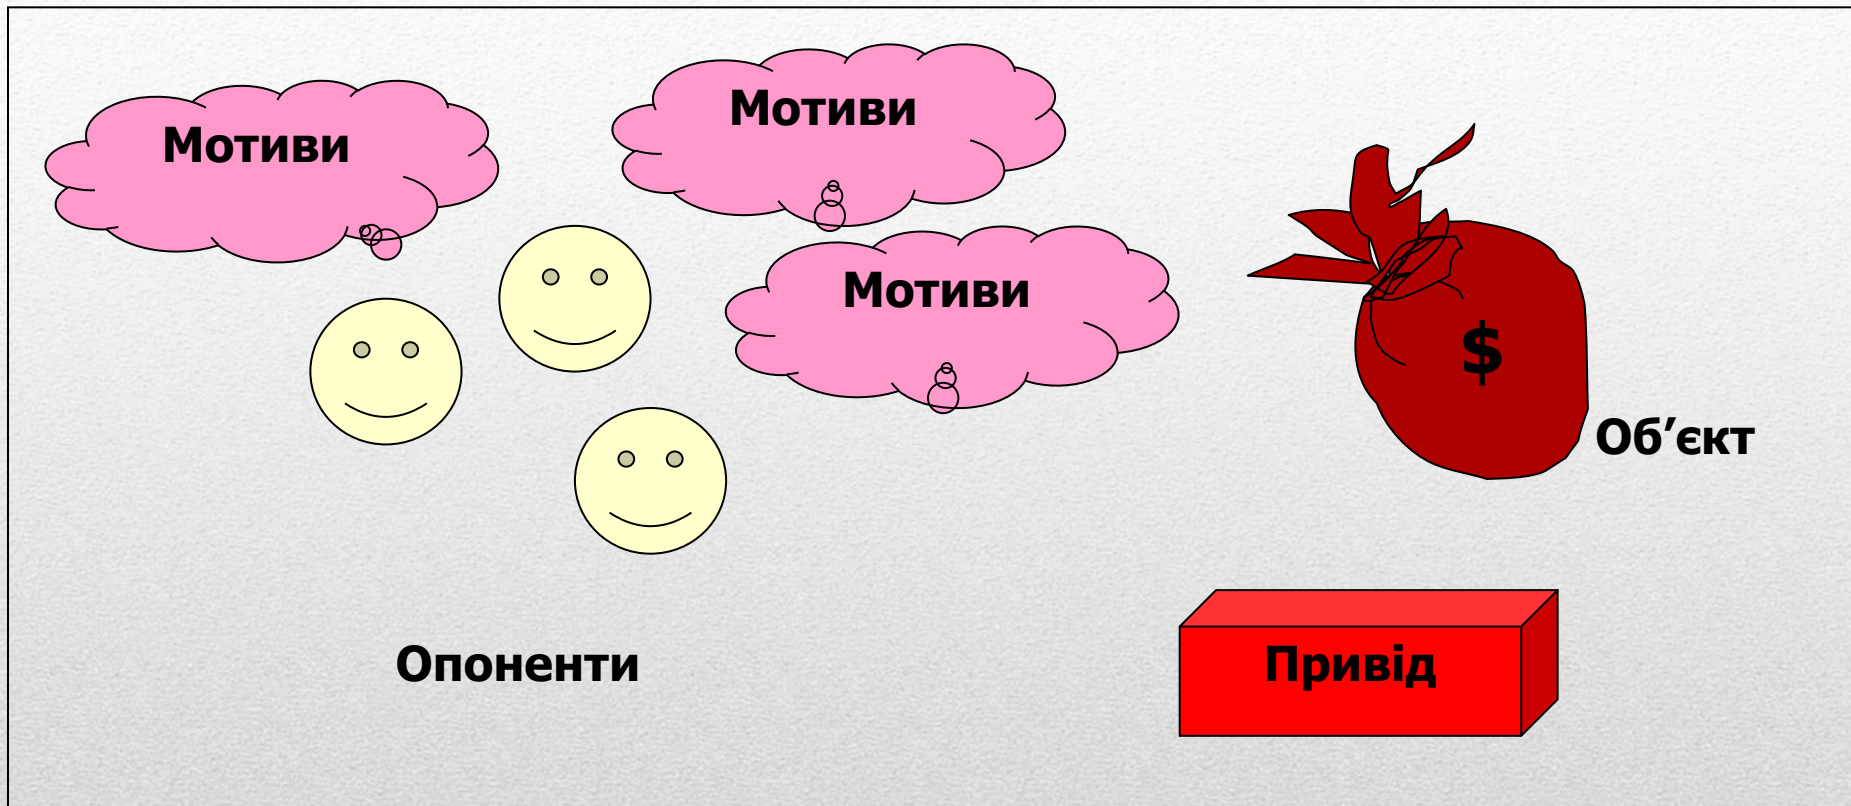 Мотиви
Мотиви
Мотиви
$
Об’єкт
Опоненти
Привід